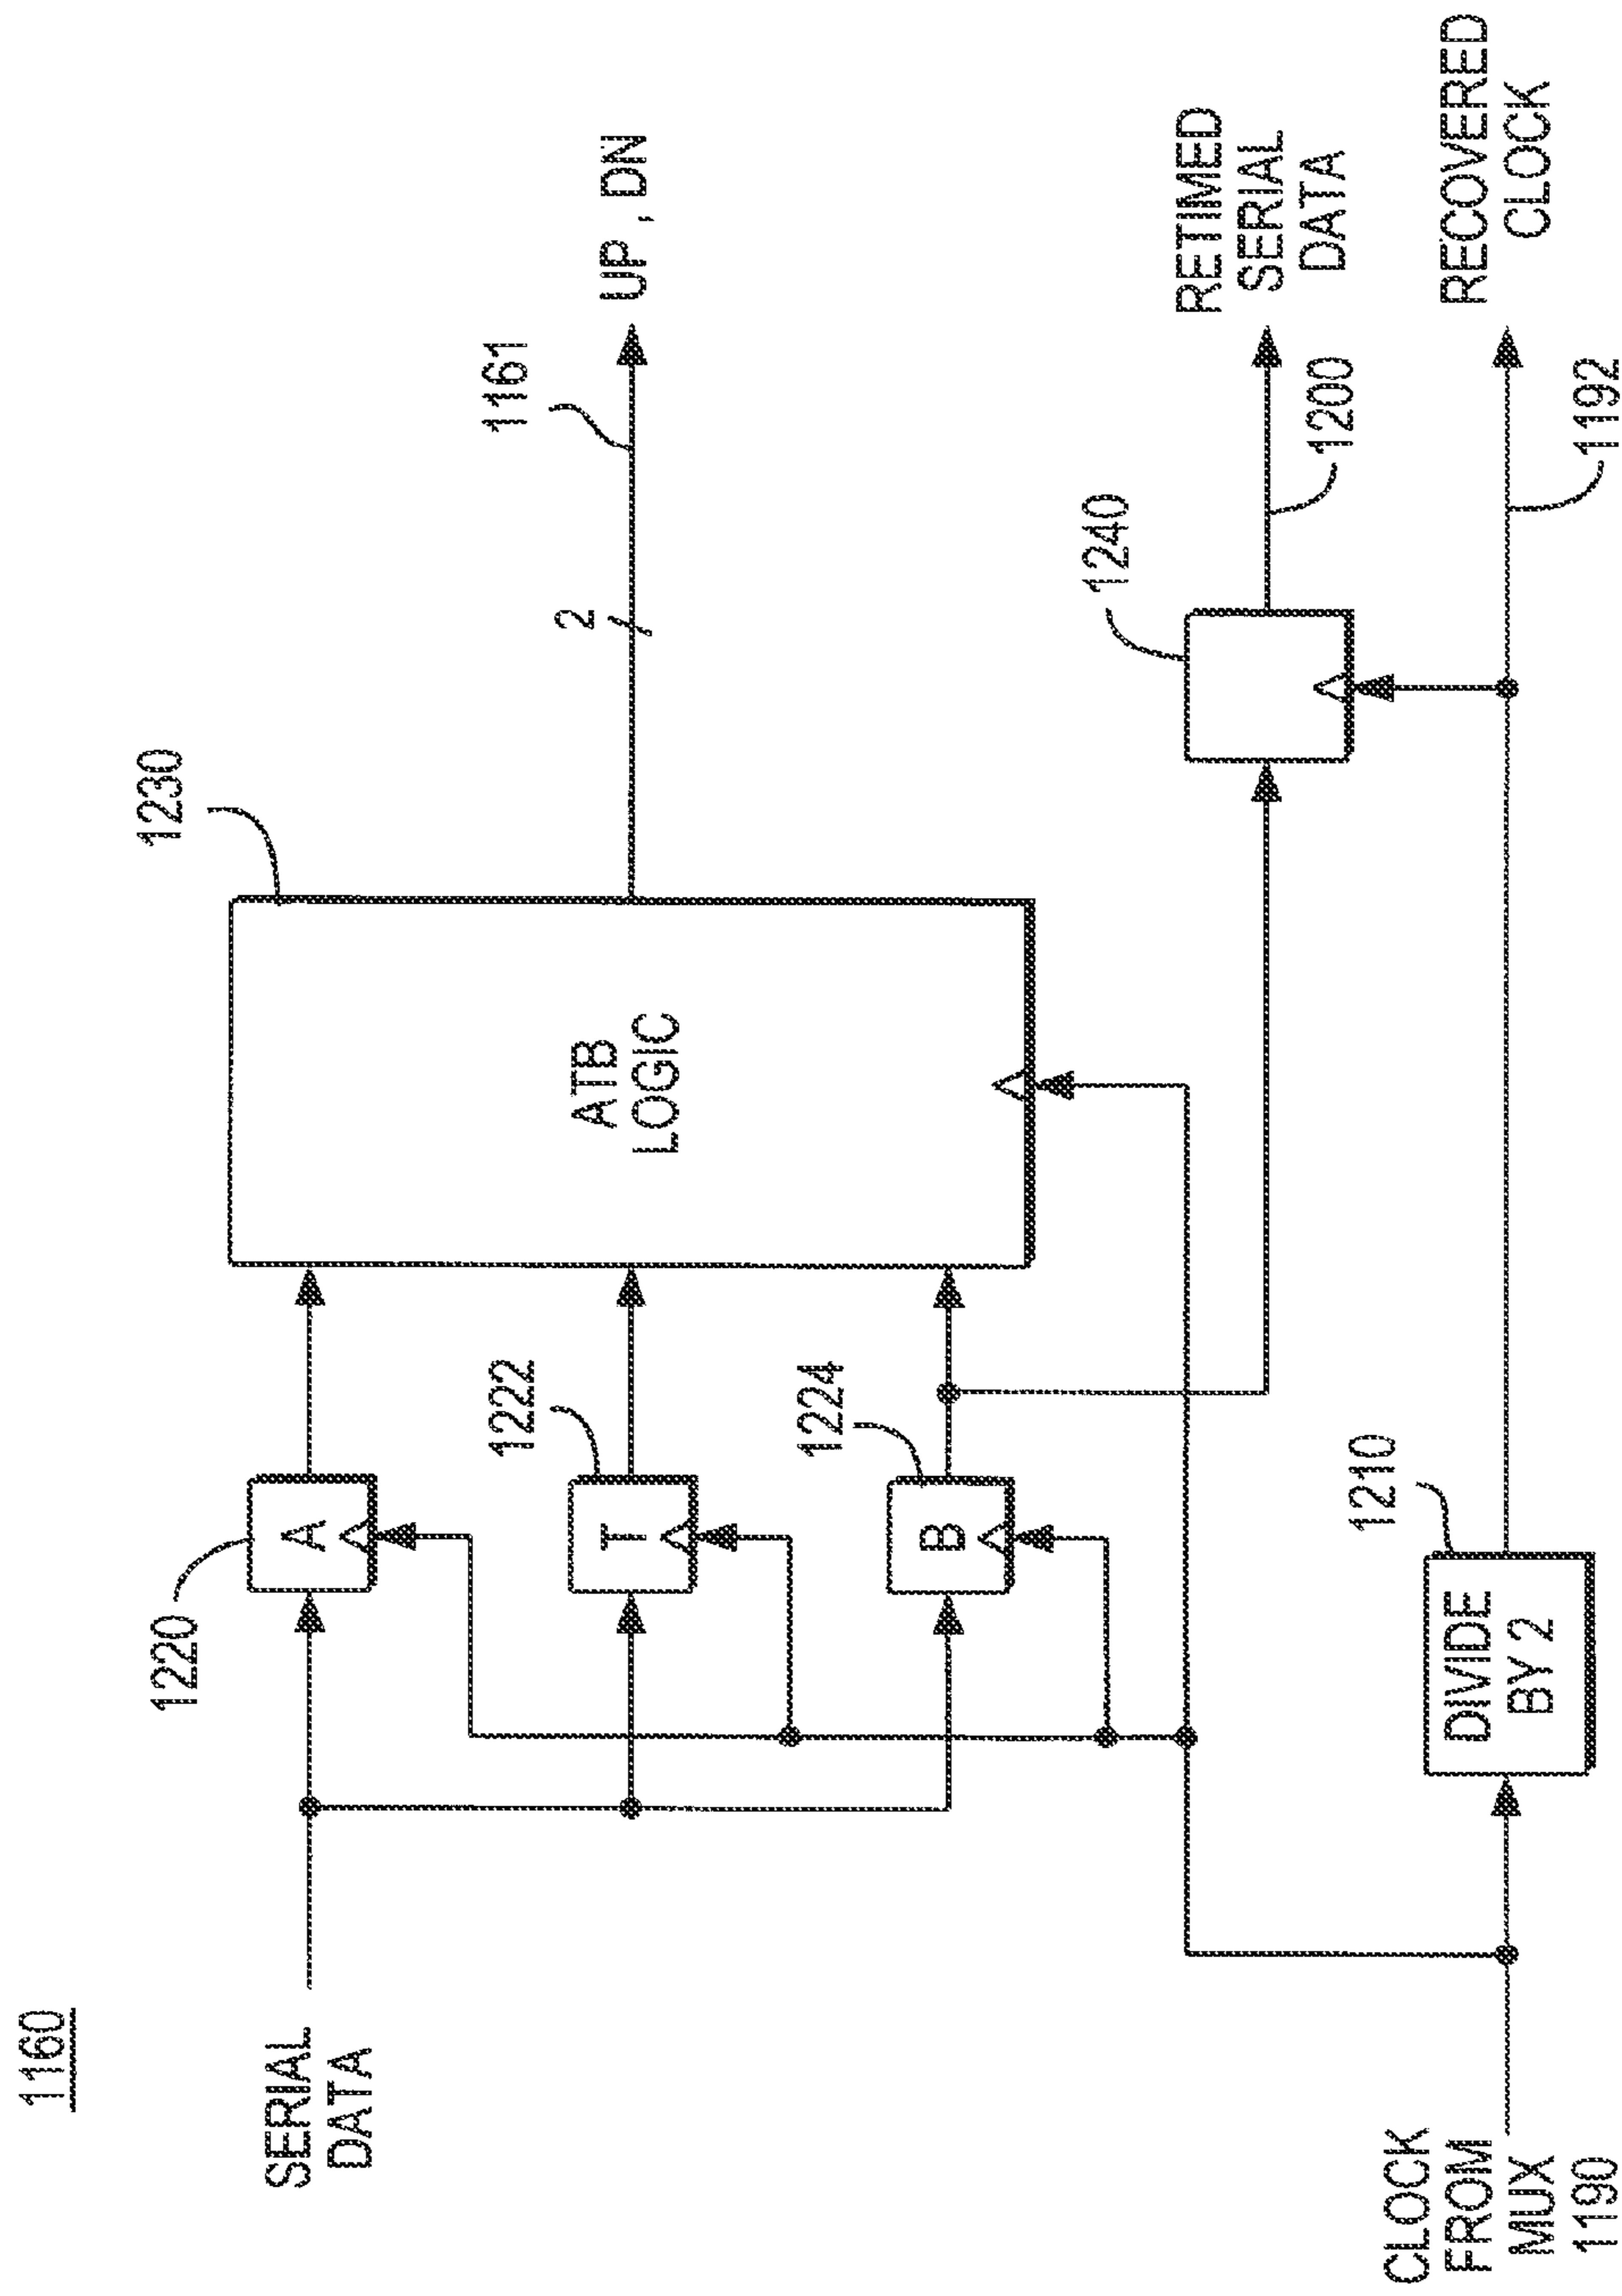 1160
SERIAL
DATA
1220
A
1222
T
1224
B
1230
ATB
LOGIC
2
1161
UP , DN
CLOCK
FROM
MUX
1190
1210
DIVIDE
BY 2
1240
RETIMED
SERIAL
DATA
1200
RECOVERED
CLOCK
1192